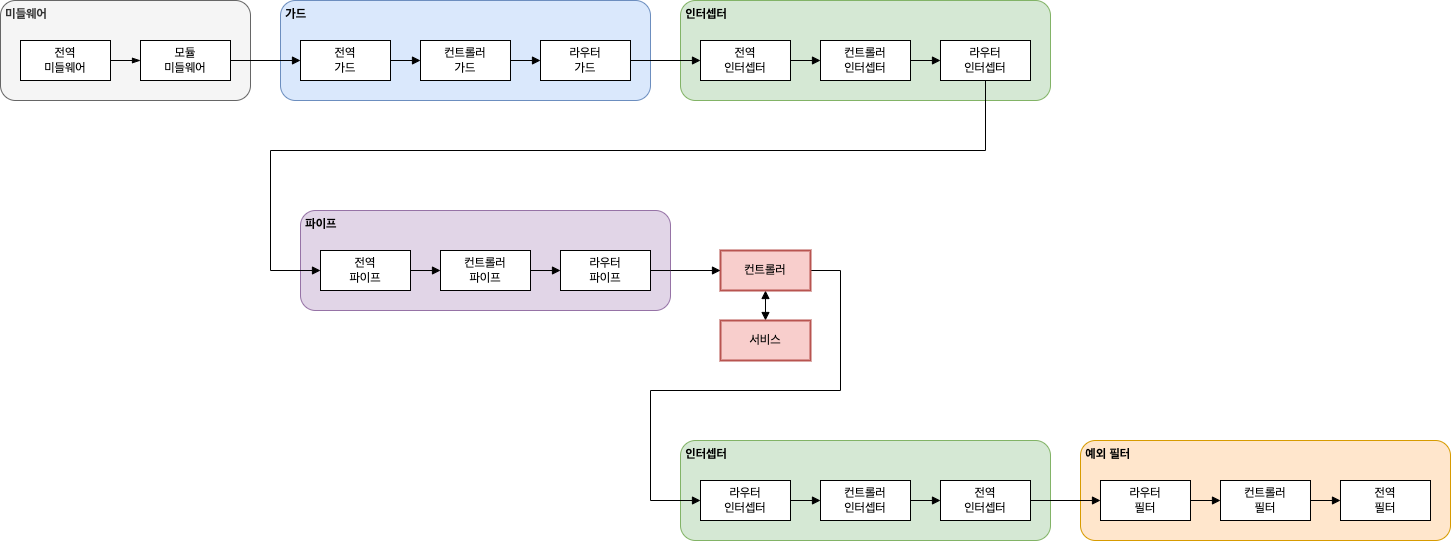 미들웨어
전역
미들웨어
모듈
미들웨어
가드
전역
가드
컨트롤러
가드
라우터
가드
인터셉터
전역
인터셉터
컨트롤러
인터셉터
라우터
인터셉터
파이프
전역
파이프
컨트롤러
파이프
라우터
파이프
컨트롤러
서비스
인터셉터
라우터
인터셉터
컨트롤러
인터셉터
전역
인터셉터
예외 필터
라우터
필터
컨트롤러
필터
전역
필터